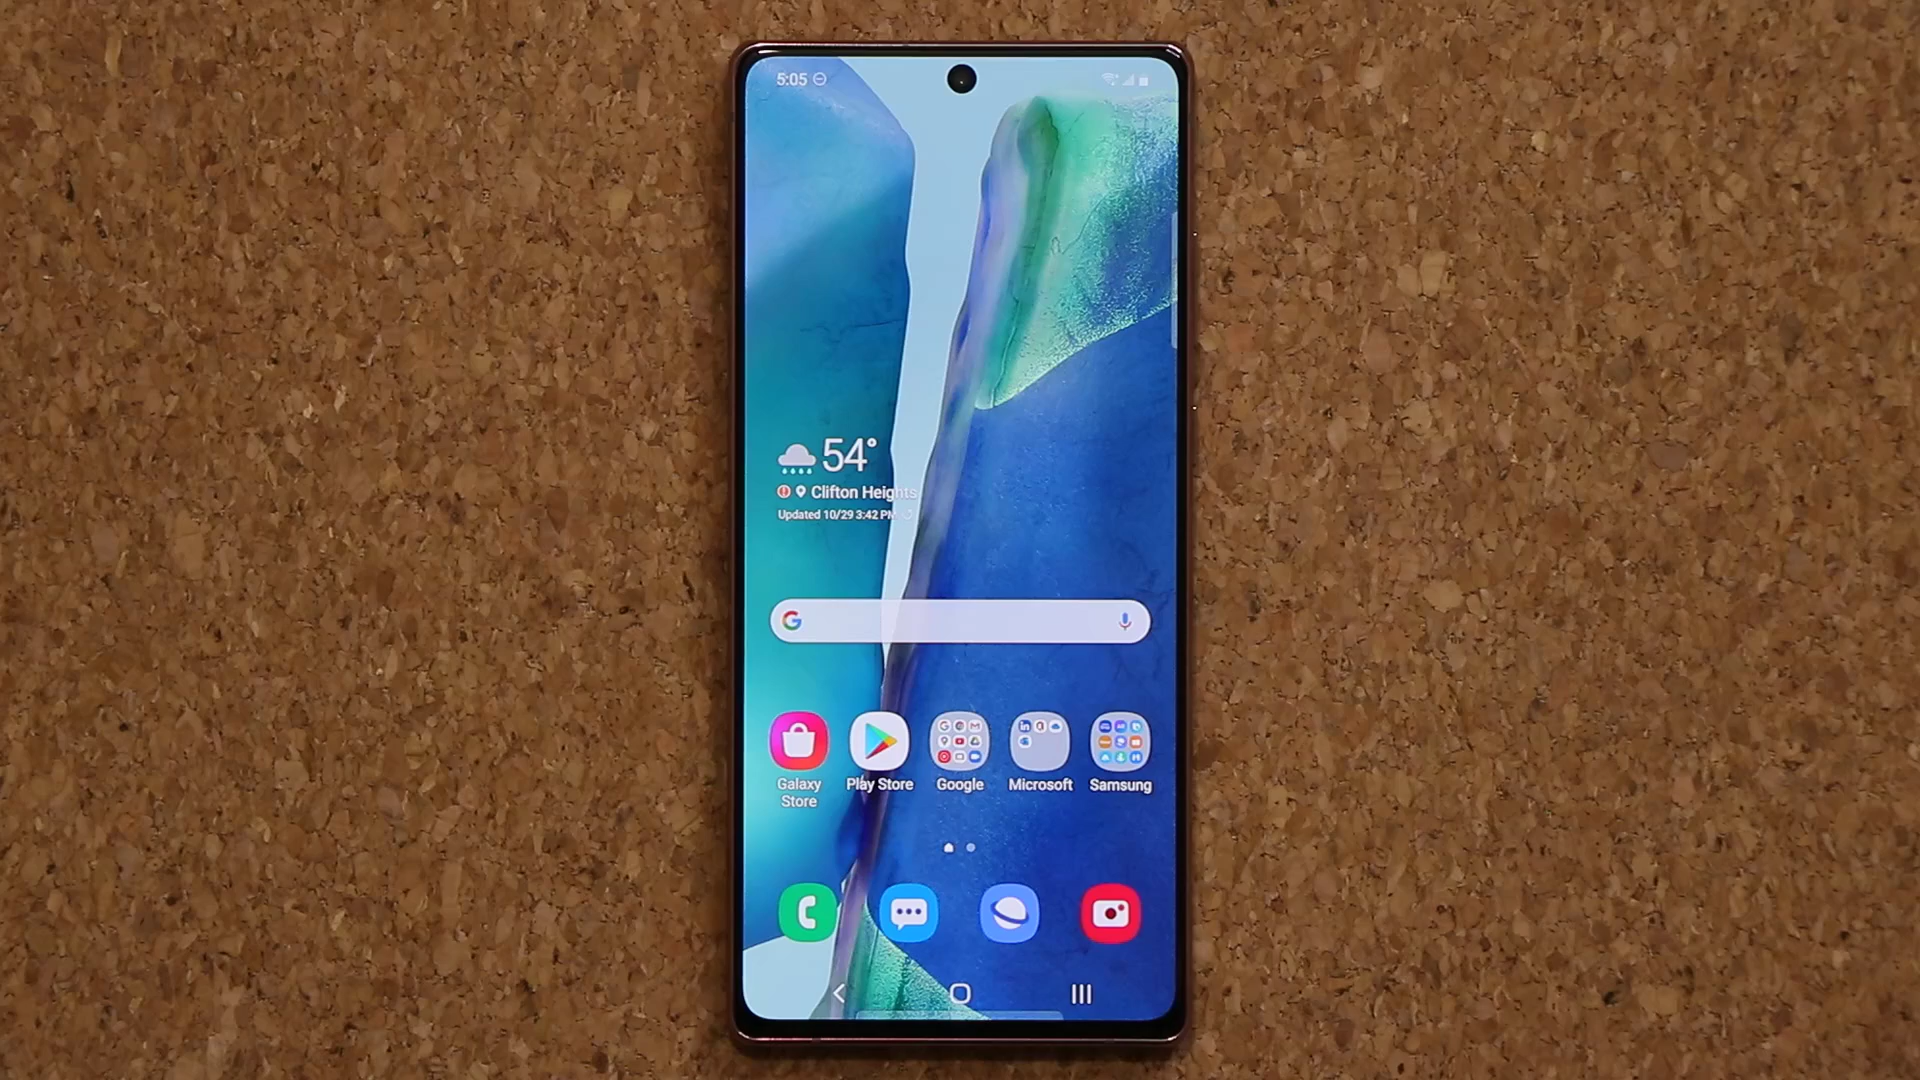 5:05
54°
Clifton Heights
Updated 10/29 3:42 PM
G
Galaxy Store
Play Store
Google
Microsoft
Samsung